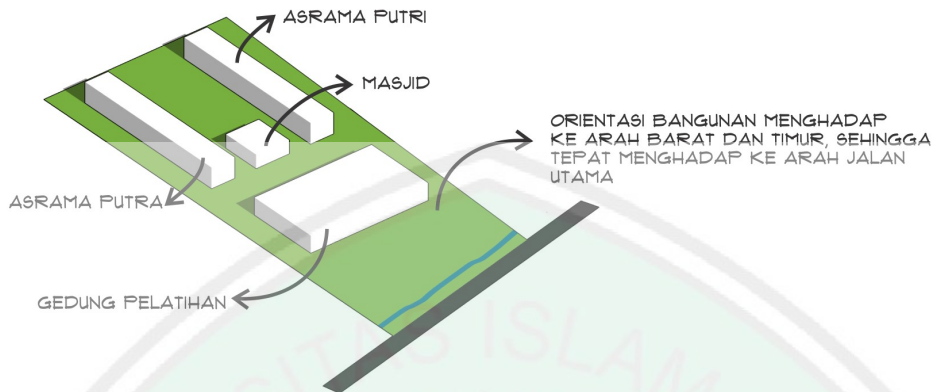 ASRAMA PUTRI
MASJID
ORIENTASI BANGUNAN MENGHADAP
KE ARAH BARAT DAN TIMUR, SEHINGGA
TEPAT MENGHADAP KE ARAH JALAN
UTAMA
ASRAMA PUTRA
GEDUNG PELATIHAN
ISLAM